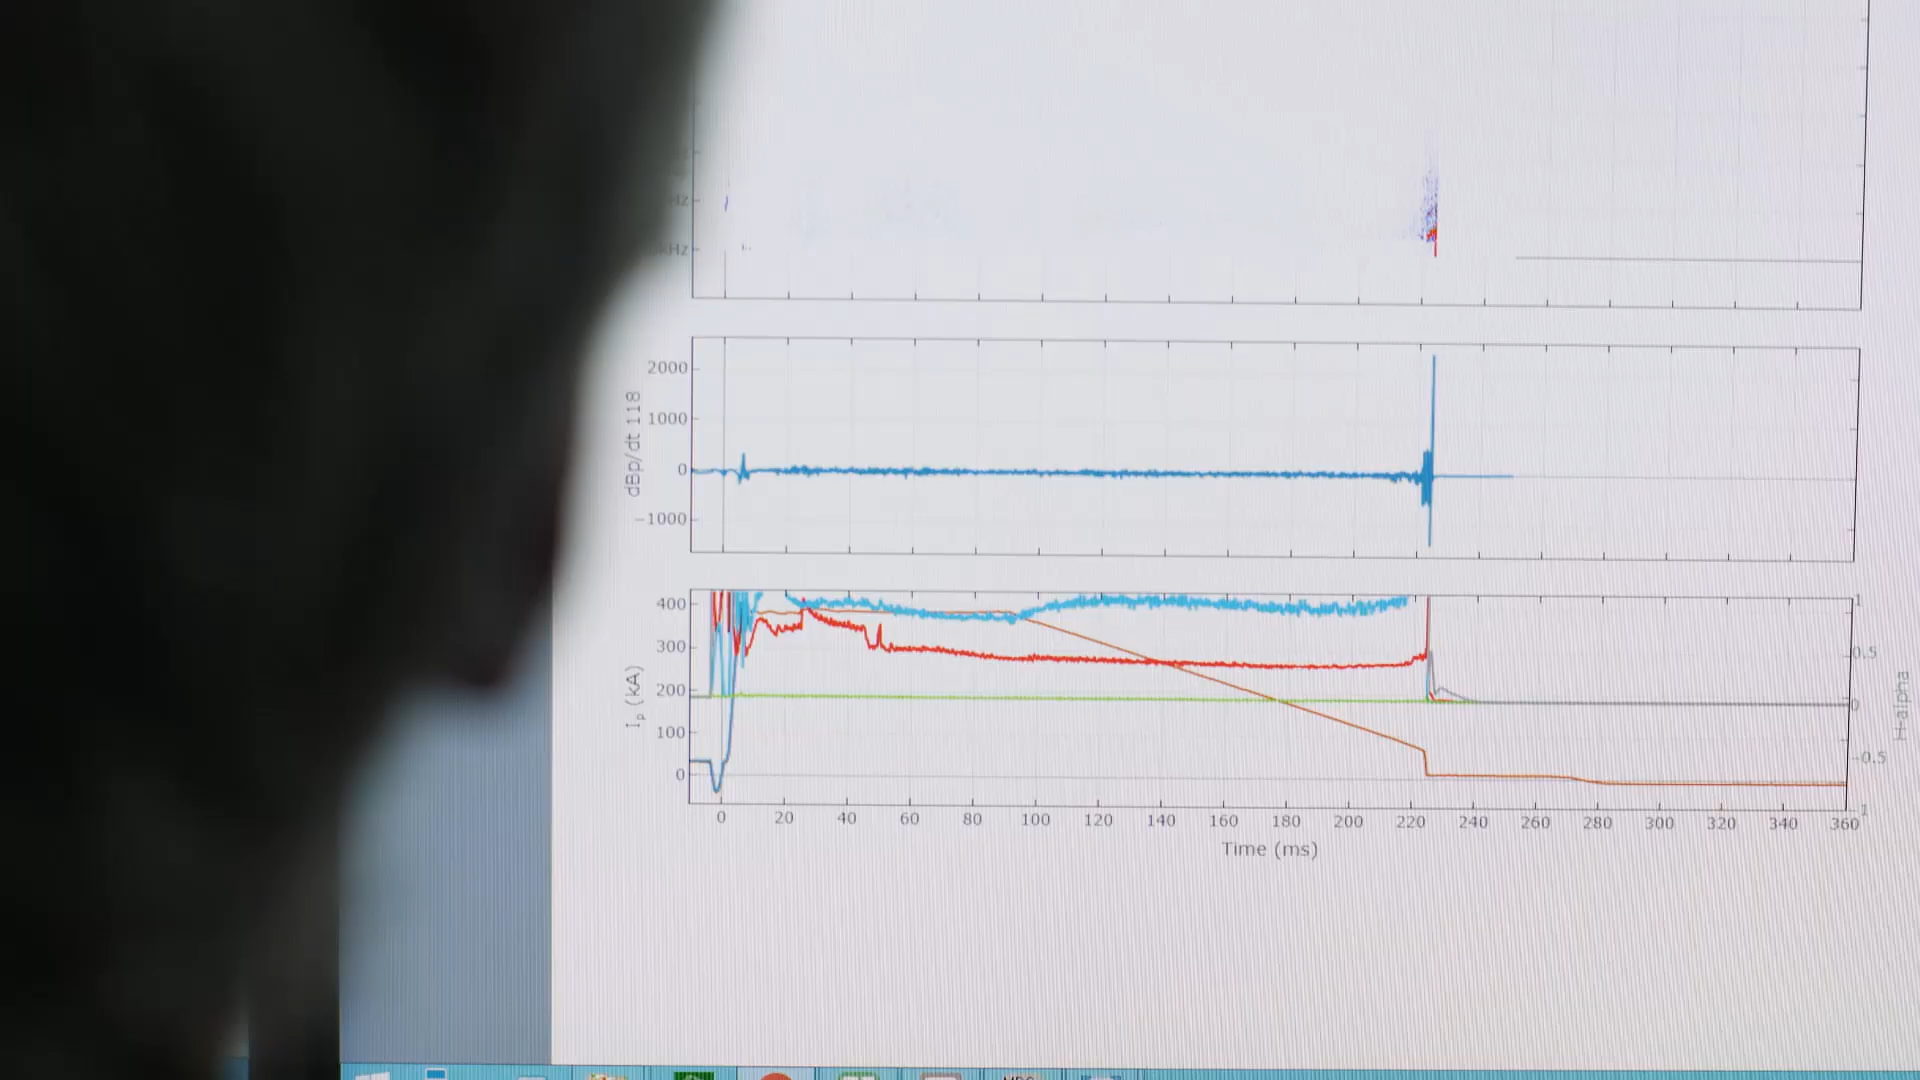 kHz
2000
1000
0
−1000
dBp/dt 118
400
300
200
100
0
Ip (kA)
1
0.5
0
-0.5
-1
H-alpha
0 20 40 60 80 100 120 140 160 180 200 220 240 260 280 300 320 340 360
Time (ms)